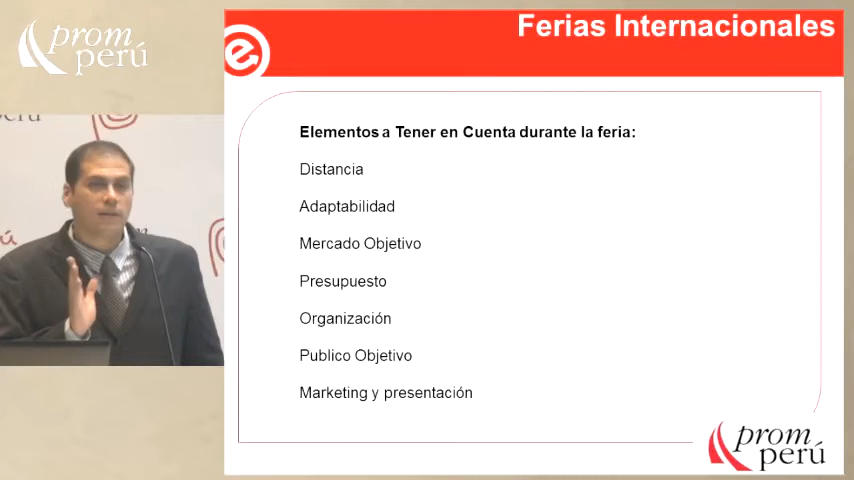 prom
perú
Ferias Internacionales
Elementos a Tener en Cuenta durante la feria:
Distancia
Adaptabilidad
Mercado Objetivo
Presupuesto
Organización
Publico Objetivo
Marketing y presentación
prom
perú